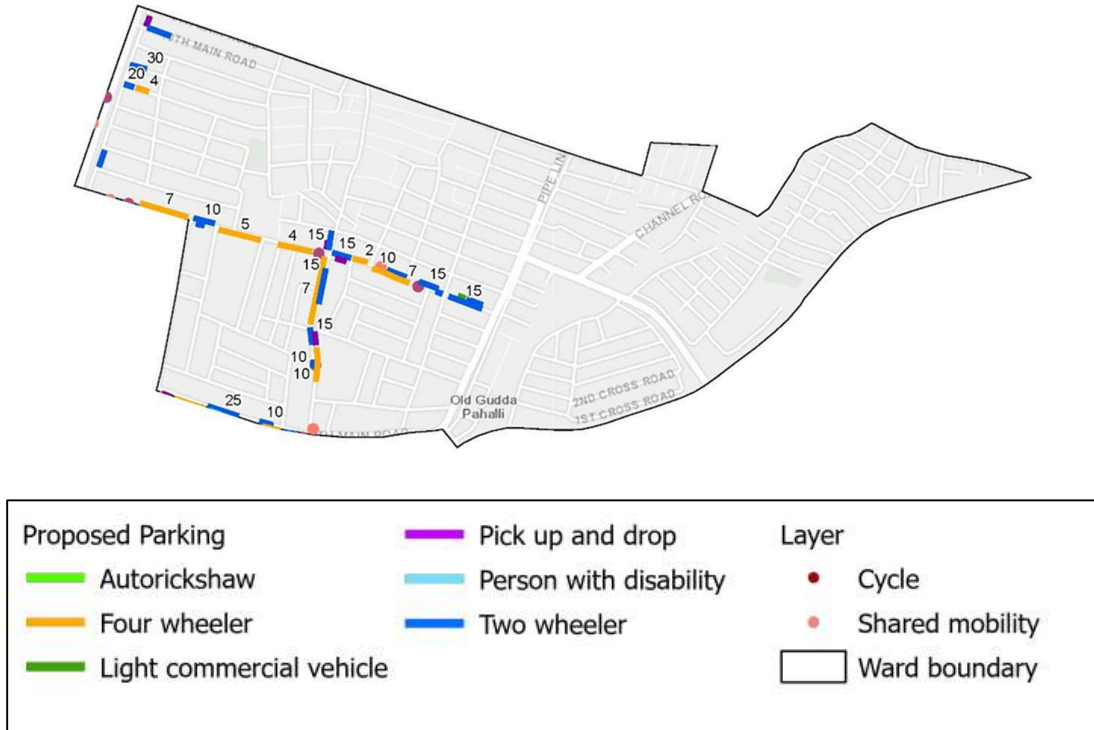 5TH MAIN ROAD
30
20 4
PIPE LIN
CHANNEL RO
7
10
5
4
15
15
2
10
7
15
15
15
7
15
10
10
25
10
Old Gudda
Pahalli
2ND CROSS ROAD
1ST CROSS ROAD
MAIN ROAD
Proposed Parking
Autorickshaw
Four wheeler
Light commercial vehicle
Pick up and drop
Person with disability
Two wheeler
Layer
Cycle
Shared mobility
Ward boundary